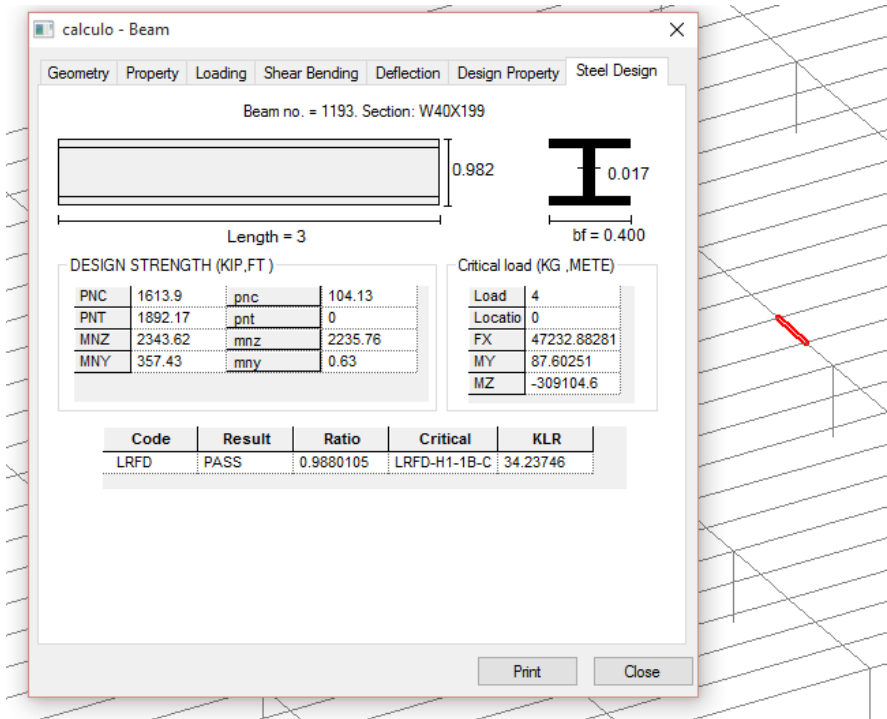 calculo - Beam
Geometry Property Loading Shear Bending Deflection Design Property Steel Design
Beam no. = 1193. Section: W40X199
0.982
0.017
Length = 3
bf = 0.400
DESIGN STRENGTH (KIP,FT )
PNC 1613.9 pnc 104.13
PNT 1892.17 pnt 0
MNZ 2343.62 mnz 2235.76
MNY 357.43 mny 0.63
Critical load (KG ,METE)
Load 4
Locatio 0
FX 47232.88281
MY 87.60251
MZ -309104.6
Code Result Ratio Critical KLR
LRFD PASS 0.9880105 LRFD-H1-1B-C 34.23746
Print Close